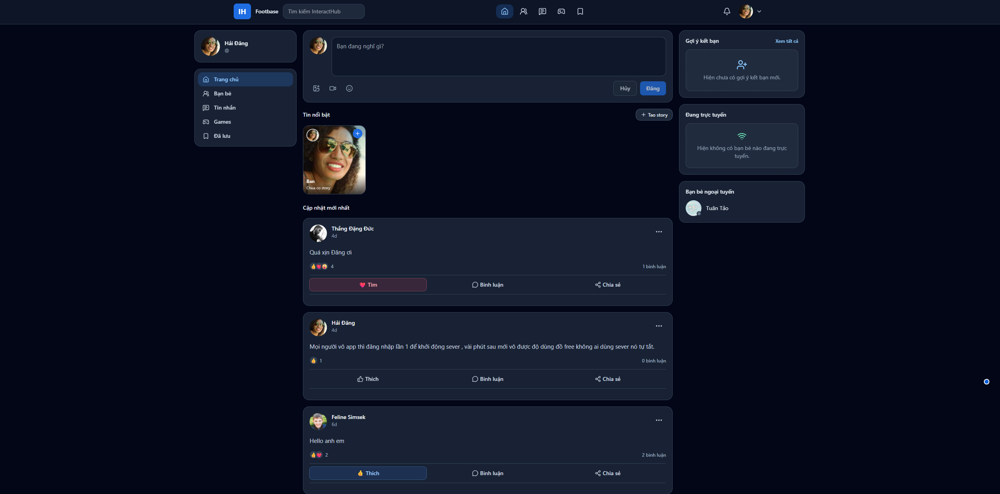 IH
Footbase
Tìm kiếm InteractHub
Hải Đăng
@
Trang chủ
Bạn bè
Tin nhắn
Games
Đã lưu
Bạn đang nghĩ gì?
Hủy
Đăng
Tin nổi bật
Tao story
Ban
Chua co story
Cập nhật mới nhất
Thắng Đặng Đức
4d
Quá xịn Đăng ơi
4
1 bình luận
Tim
Bình luận
Chia sẻ
Hải Đăng
4d
Mọi người vô app thì đăng nhập lần 1 để khởi động sever , vài phút sau mới vô được độ dùng đồ free không ai dùng sever nó tự tắt.
1
0 bình luận
Thích
Bình luận
Chia sẻ
Feline Simsek
6d
Hello anh em
2
2 bình luận
Thich
Bình luận
Chia sẻ
Gợi ý kết bạn
Xem tất cả
Hiện chưa có gợi ý kết bạn mới.
Đang trực tuyến
Hiện không có bạn bè nào đang trực
tuyến.
Bạn bè ngoại tuyến
Tuân Tảo